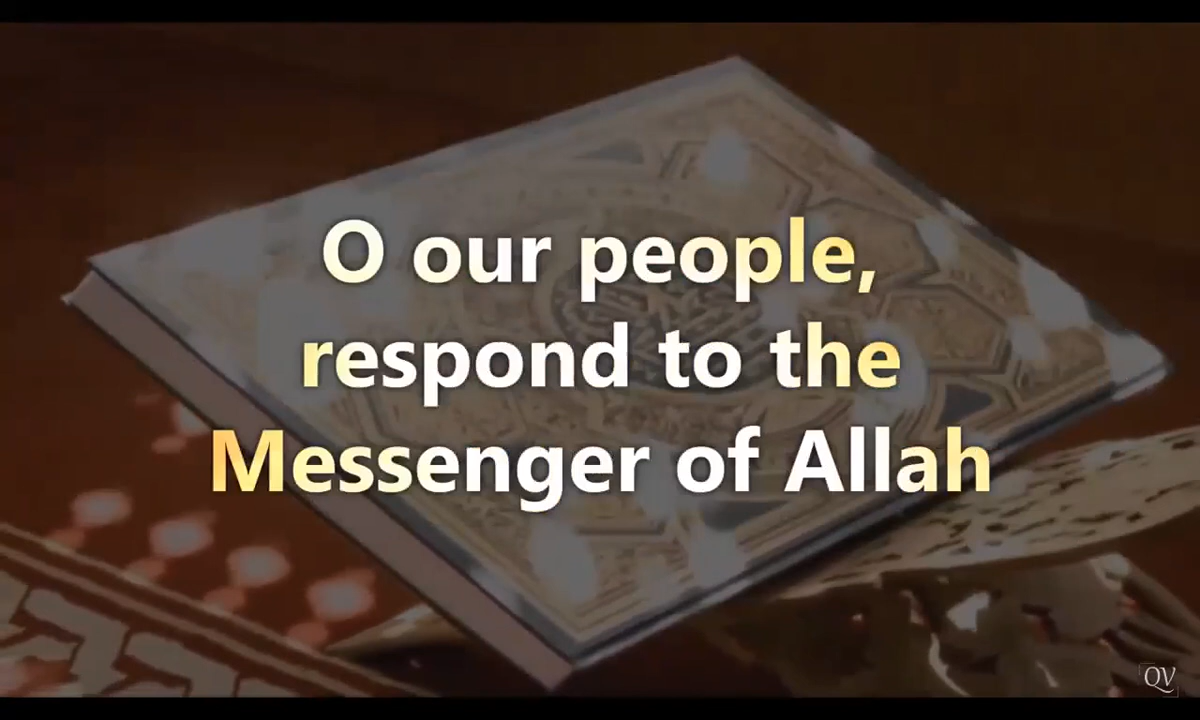 O our people,
respond to the
Messenger of Allah
QV